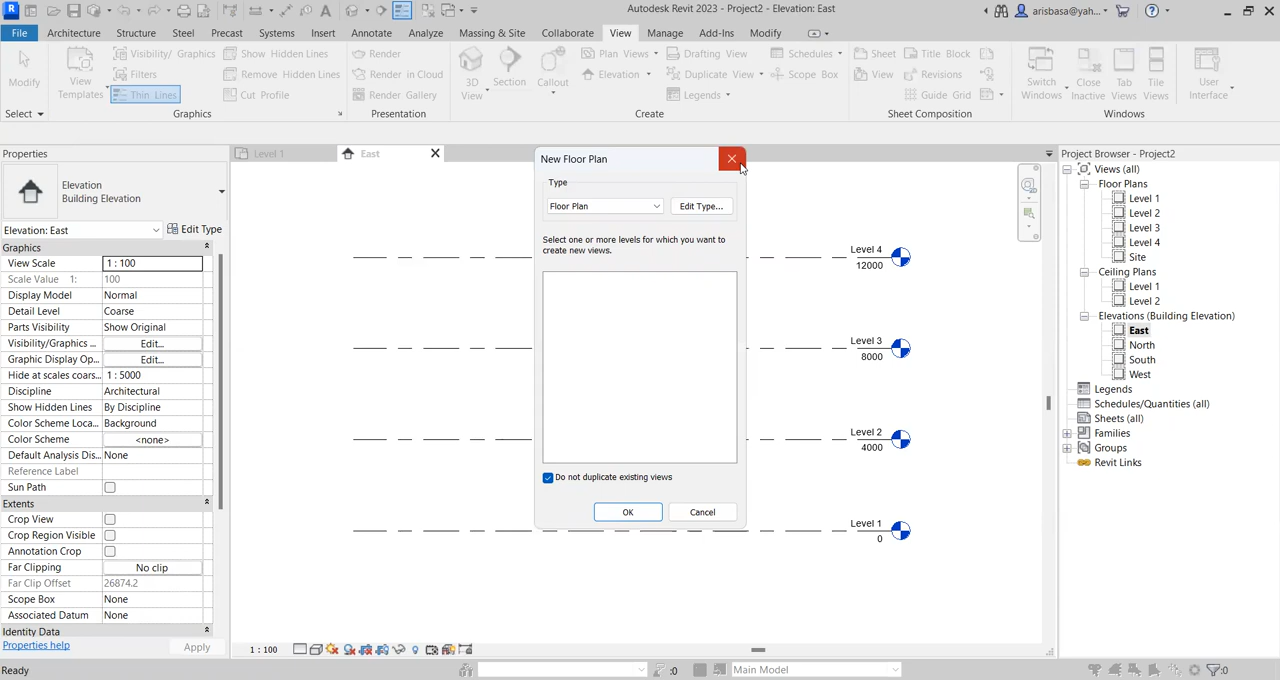 Autodesk Revit 2023 - Project2 - Elevation: East
arisbasa@yah...
File Architecture Structure Steel Precast Systems Insert Annotate Analyze Massing & Site Collaborate View Manage Add-Ins Modify
Modify
Select
View
Templates
Visibility/ Graphics
Filters
Thin Lines
Show Hidden Lines
Remove Hidden Lines
Cut Profile
Graphics
Render
Render in Cloud
Render Gallery
Presentation
3D
View
Section
Callout
Plan Views
Elevation
Drafting View
Duplicate View
Legends
Schedules
Scope Box
Create
Sheet
View
Title Block
Revisions
Guide Grid
Sheet Composition
Switch
Windows
Close
Inactive
Tab
Views
Tile
Views
Windows
User
Interface
Properties
Elevation
Building Elevation
Elevation: East
Edit Type
Graphics
View Scale 1 : 100
Scale Value 1: 100
Display Model Normal
Detail Level Coarse
Parts Visibility Show Original
Visibility/Graphics ... Edit...
Graphic Display Op... Edit...
Hide at scales coars... 1 : 5000
Discipline Architectural
Show Hidden Lines By Discipline
Color Scheme Loca... Background
Color Scheme <none>
Default Analysis Dis... None
Reference Label
Sun Path
Extents
Crop View
Crop Region Visible
Annotation Crop
Far Clipping No clip
Far Clip Offset 26874.2
Scope Box None
Associated Datum None
Identity Data
Properties help
Apply
Ready
Level 1
East
New Floor Plan
Type
Floor Plan
Edit Type...
Select one or more levels for which you want to
create new views.
Do not duplicate existing views
OK
Cancel
Level 4
12000
Level 3
8000
Level 2
4000
Level 1
0
1 : 100
:0
Main Model
:0
Project Browser - Project2
Views (all)
Floor Plans
Level 1
Level 2
Level 3
Level 4
Site
Ceiling Plans
Level 1
Level 2
Elevations (Building Elevation)
East
North
South
West
Legends
Schedules/Quantities (all)
Sheets (all)
Families
Groups
Revit Links